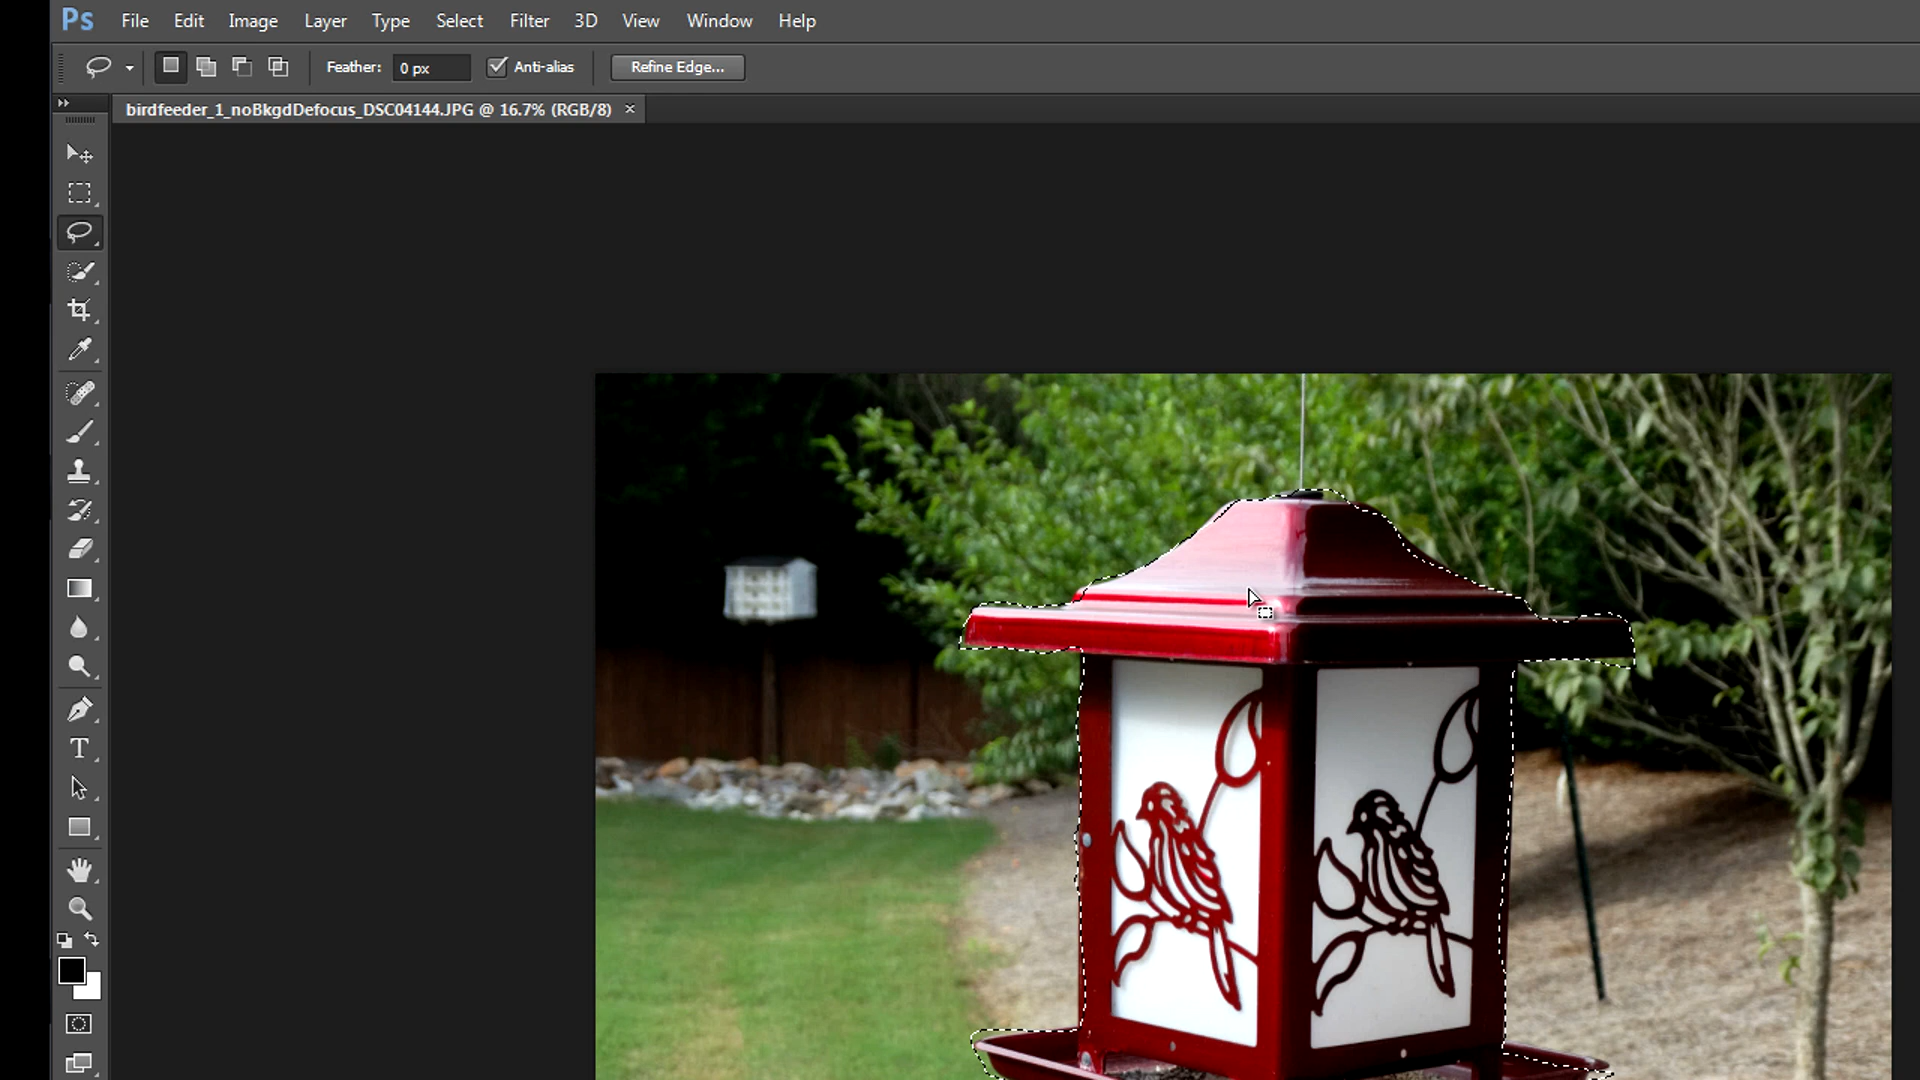 Ps File Edit Image Layer Type Select Filter 3D View Window Help
Feather: 0 px Anti-alias Refine Edge...
birdfeeder_1_noBkgdDefocus_DSC04144.JPG @ 16.7% (RGB/8) ×
T